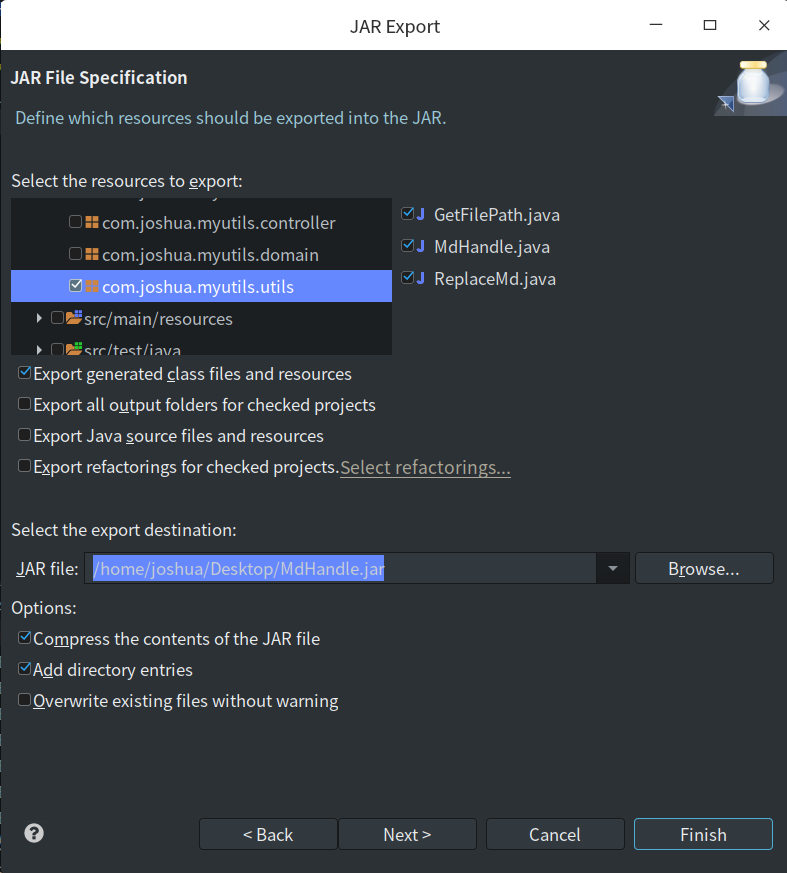 JAR Export
JAR File Specification
Define which resources should be exported into the JAR.
Select the resources to export:
com.joshua.myutils.controller
com.joshua.myutils.domain
com.joshua.myutils.utils
src/main/resources
src/test/java
GetFilePath.java
MdHandle.java
ReplaceMd.java
Export generated class files and resources
Export all output folders for checked projects
Export Java source files and resources
Export refactorings for checked projects. Select refactorings...
Select the export destination:
JAR file: /home/joshua/Desktop/MdHandle.jar Browse...
Options:
Compress the contents of the JAR file
Add directory entries
Overwrite existing files without warning
? < Back Next > Cancel Finish